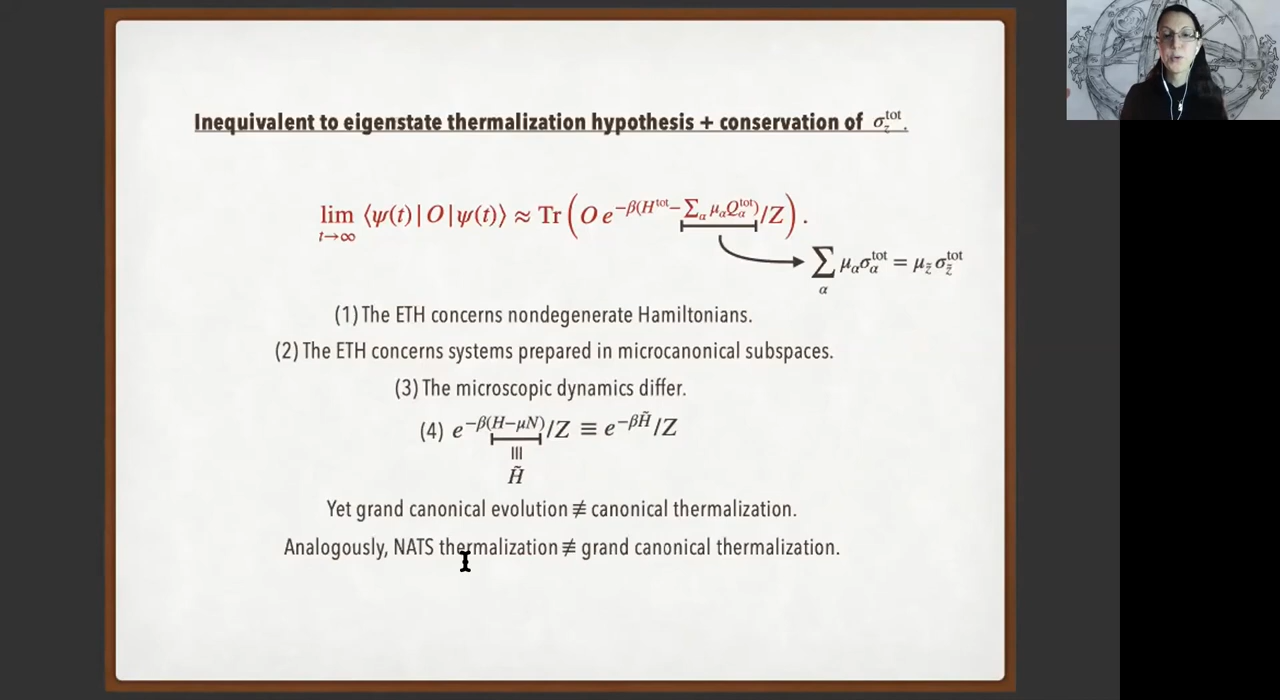 Inequivalent to eigenstate thermalization hypothesis + conservation of σ_z^tot.
lim_{t→∞} ⟨ψ(t)|O|ψ(t)⟩ ≈ Tr(O e^{−β(H^tot − ∑_α μ_α Q_α^tot)}/Z).
∑_α μ_α σ_α^tot = μ_z̃ σ_z̃^tot
(1) The ETH concerns nondegenerate Hamiltonians.
(2) The ETH concerns systems prepared in microcanonical subspaces.
(3) The microscopic dynamics differ.
(4) e^{−β(H−μN)}/Z ≡ e^{−βH̃}/Z
≡
H̃
Yet grand canonical evolution ≢ canonical thermalization.
Analogously, NATS thermalization ≢ grand canonical thermalization.